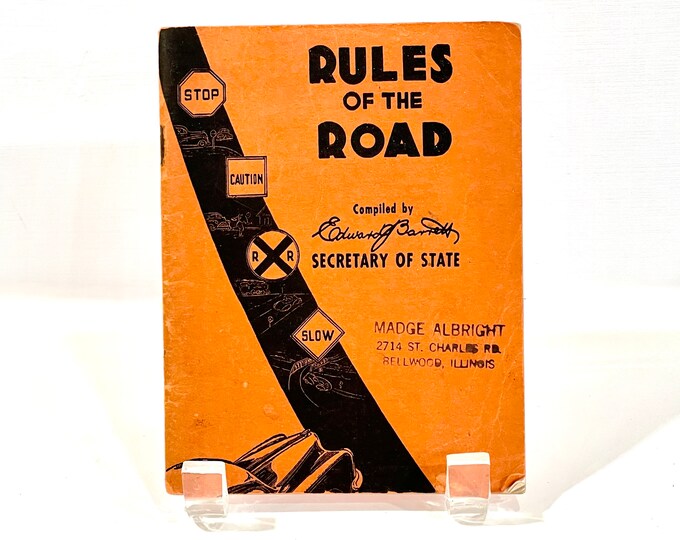 RULES
OF THE
ROAD
STOP
CAUTION
R R
SLOW
Compiled by
Edward J Barrett
SECRETARY OF STATE
MADGE ALBRIGHT
2714 ST. CHARLES RD.
BELLWOOD, ILLINOIS